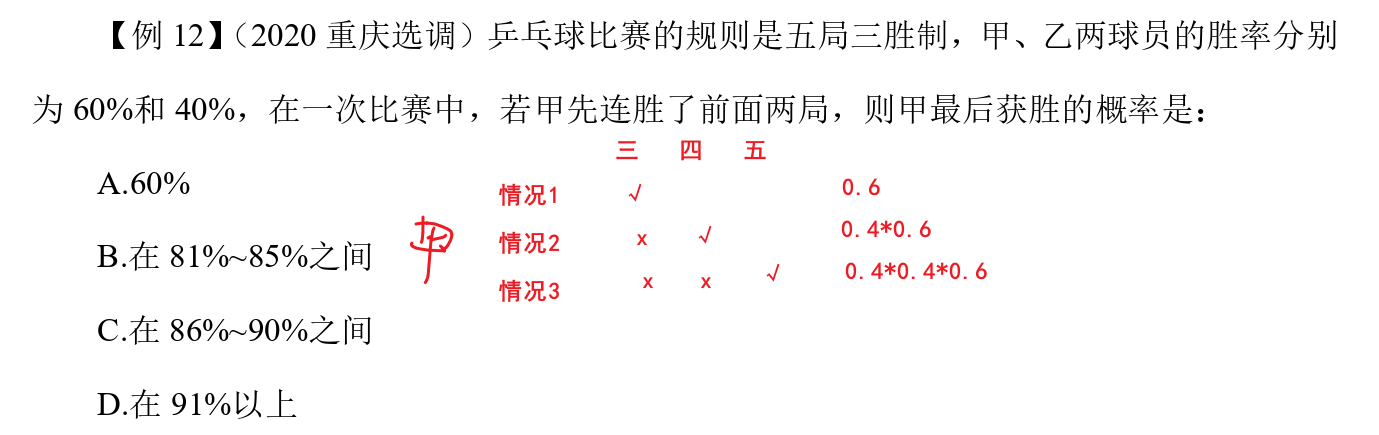 【例 12】（2020 重庆选调）乒乓球比赛的规则是五局三胜制，甲、乙两球员的胜率分别
为 60%和 40%，在一次比赛中，若甲先连胜了前面两局，则甲最后获胜的概率是：
三 四 五
A.60%
情况1 √ 0.6
甲
情况2 x √ 0.4*0.6
B.在 81%~85%之间
情况3 x x √ 0.4*0.4*0.6
C.在 86%~90%之间
D.在 91%以上